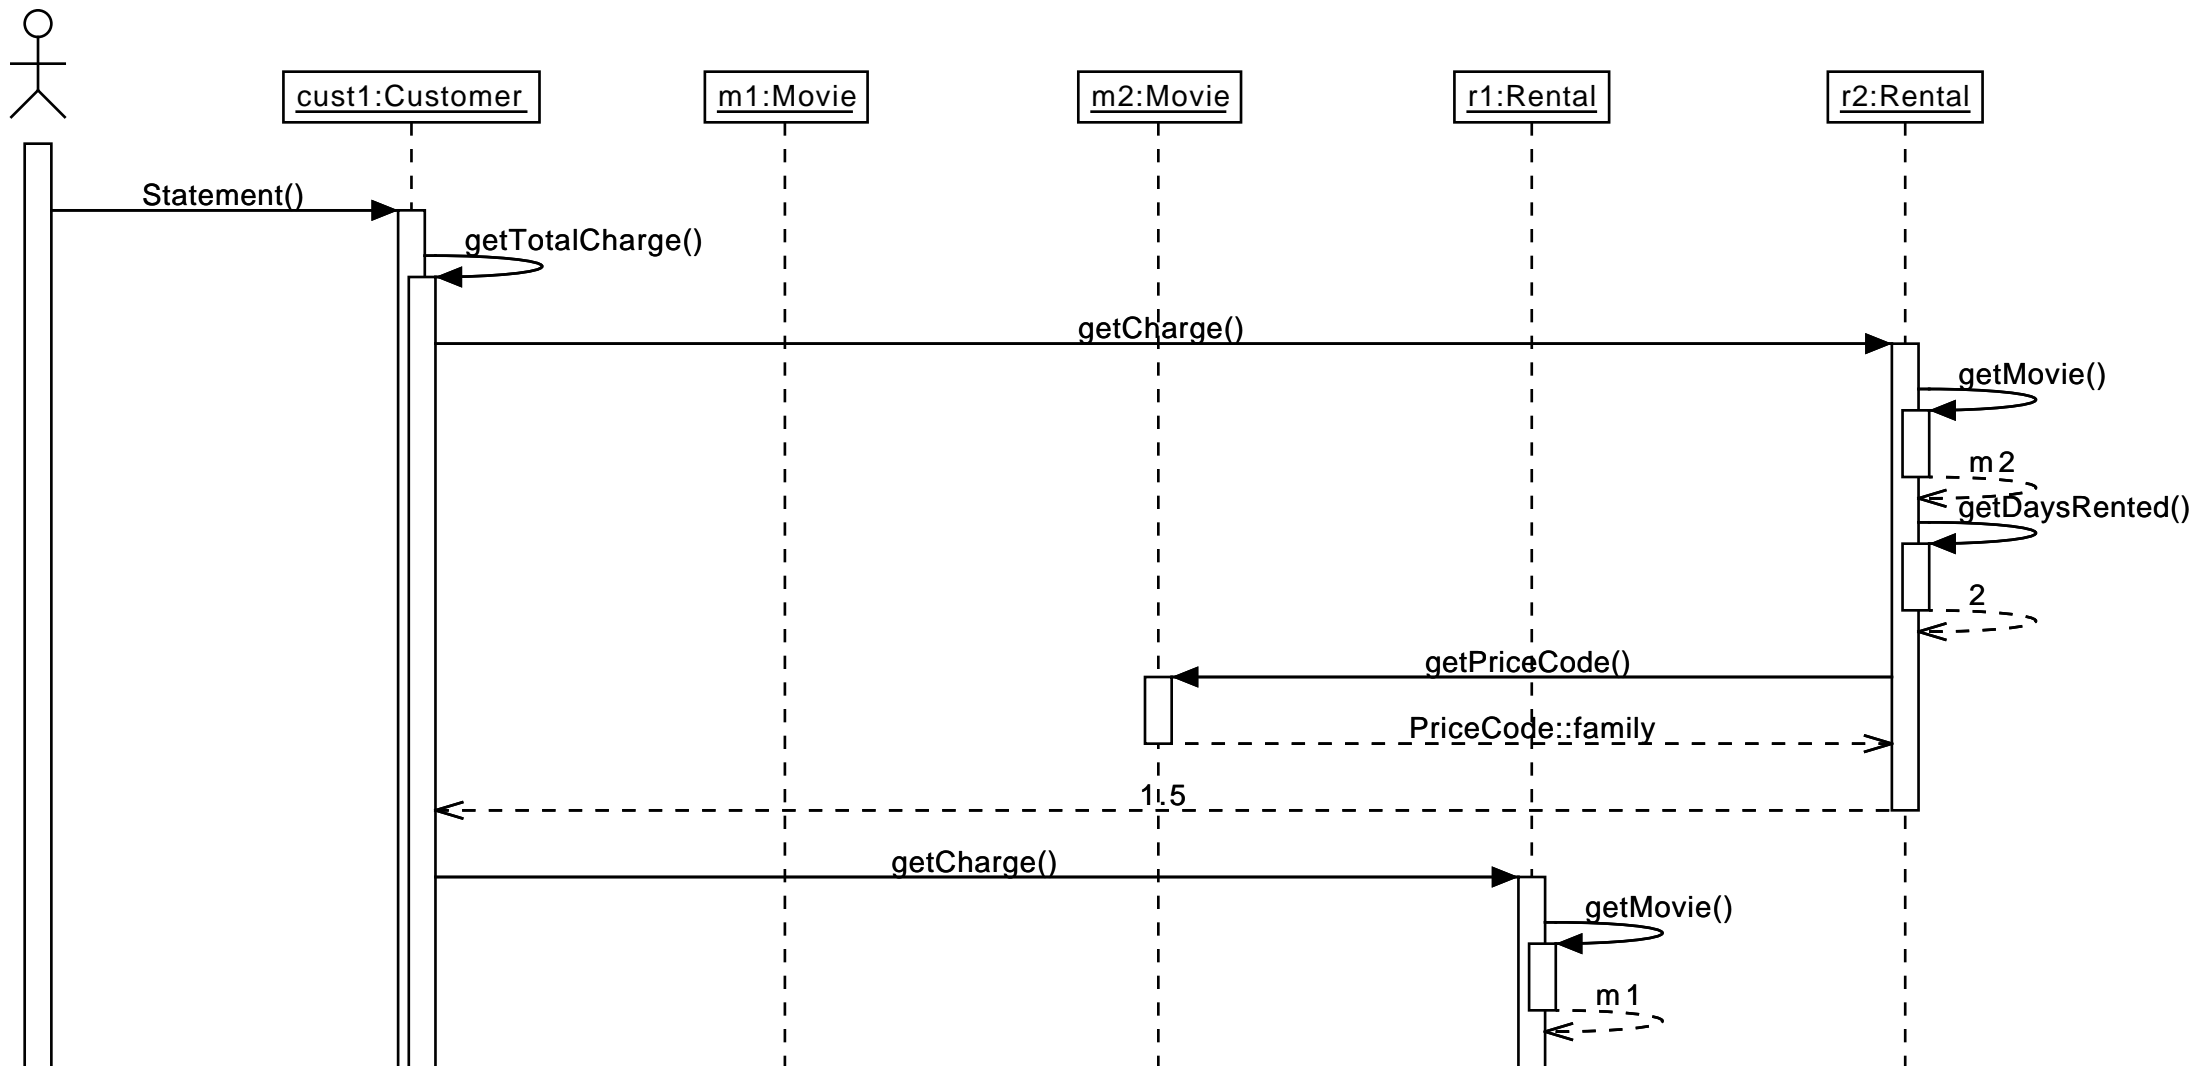 cust1:Customer
m1:Movie
m2:Movie
r1:Rental
r2:Rental
Statement()
getTotalCharge()
getCharge()
getMovie()
m2
getDaysRented()
2
getPriceCode()
PriceCode::family
1.5
getCharge()
getMovie()
m1